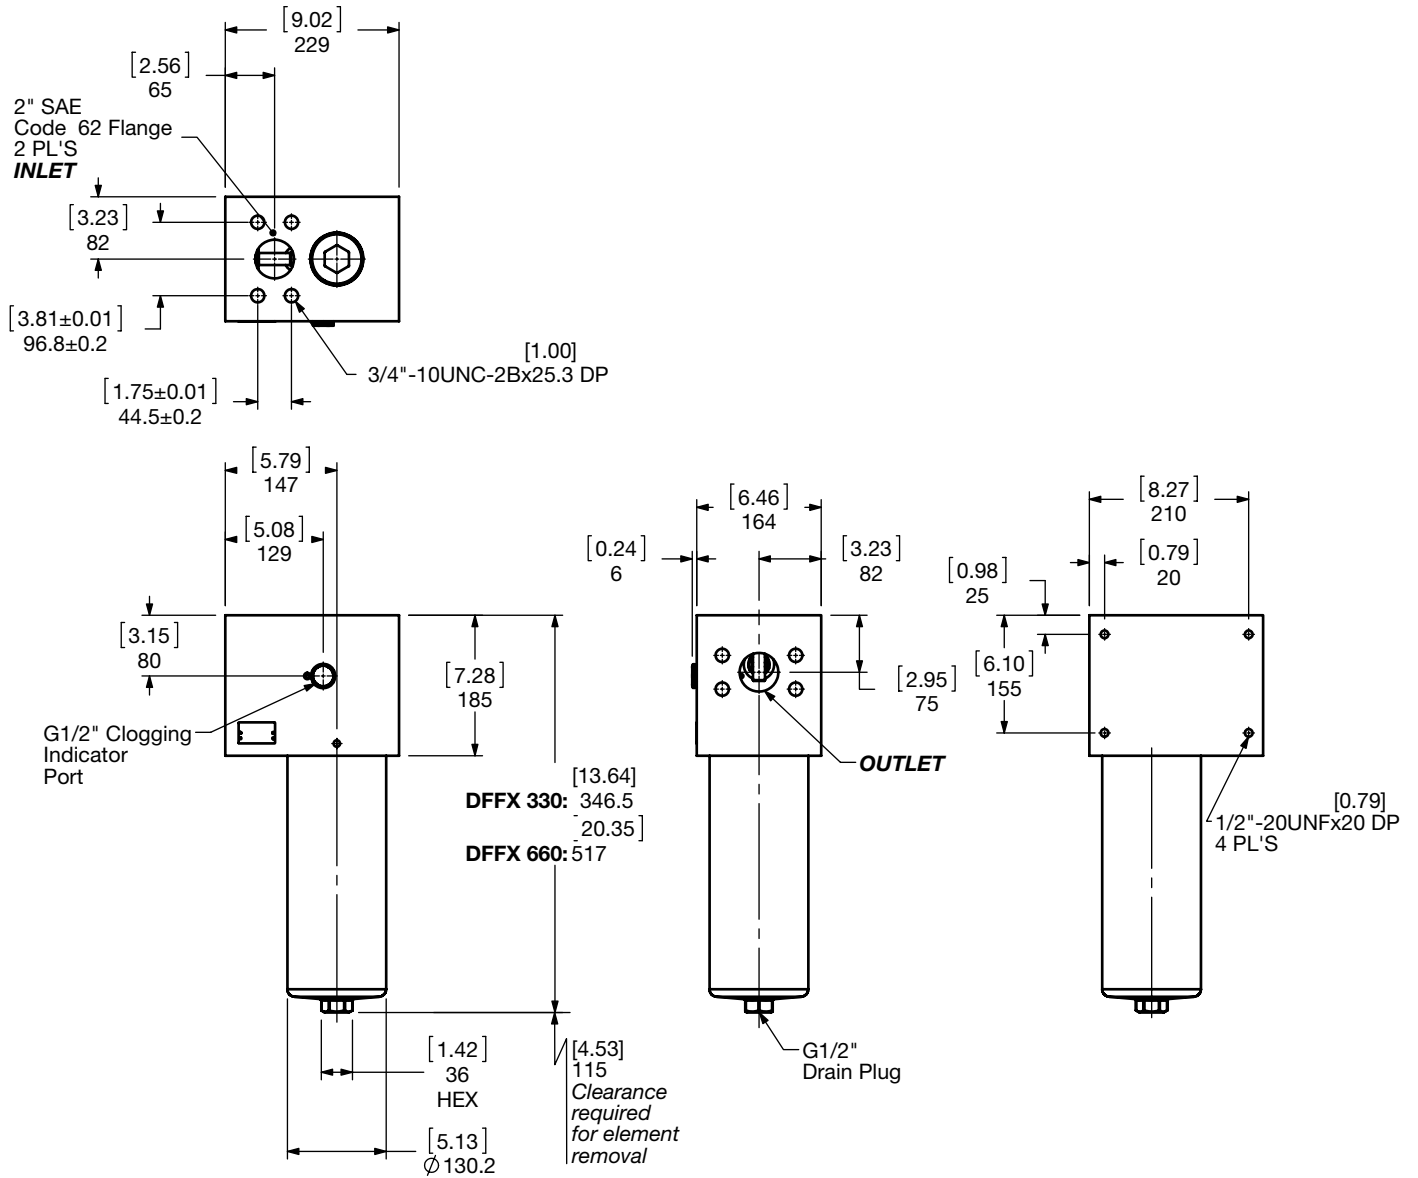 [9.02]
229
[2.56]
65
2" SAE
Code 62 Flange
2 PL'S
INLET
[3.23]
82
[3.81±0.01]
96.8±0.2
[1.00]
3/4"-10UNC-2Bx25.3 DP
[1.75±0.01]
44.5±0.2
[5.79]
147
[5.08]
129
[3.15]
80
[7.28]
185
G1/2" Clogging
Indicator
Port
[13.64]
DFFX 330: 346.5
[20.35]
DFFX 660: 517
[1.42]
36
HEX
[5.13]
Ø130.2
[4.53]
115
Clearance
required
for element
removal
[6.46]
164
[0.24]
6
[3.23]
82
[2.95]
75
OUTLET
G1/2"
Drain Plug
[8.27]
210
[0.79]
20
[0.98]
25
[6.10]
155
[0.79]
1/2"-20UNFx20 DP
4 PL'S